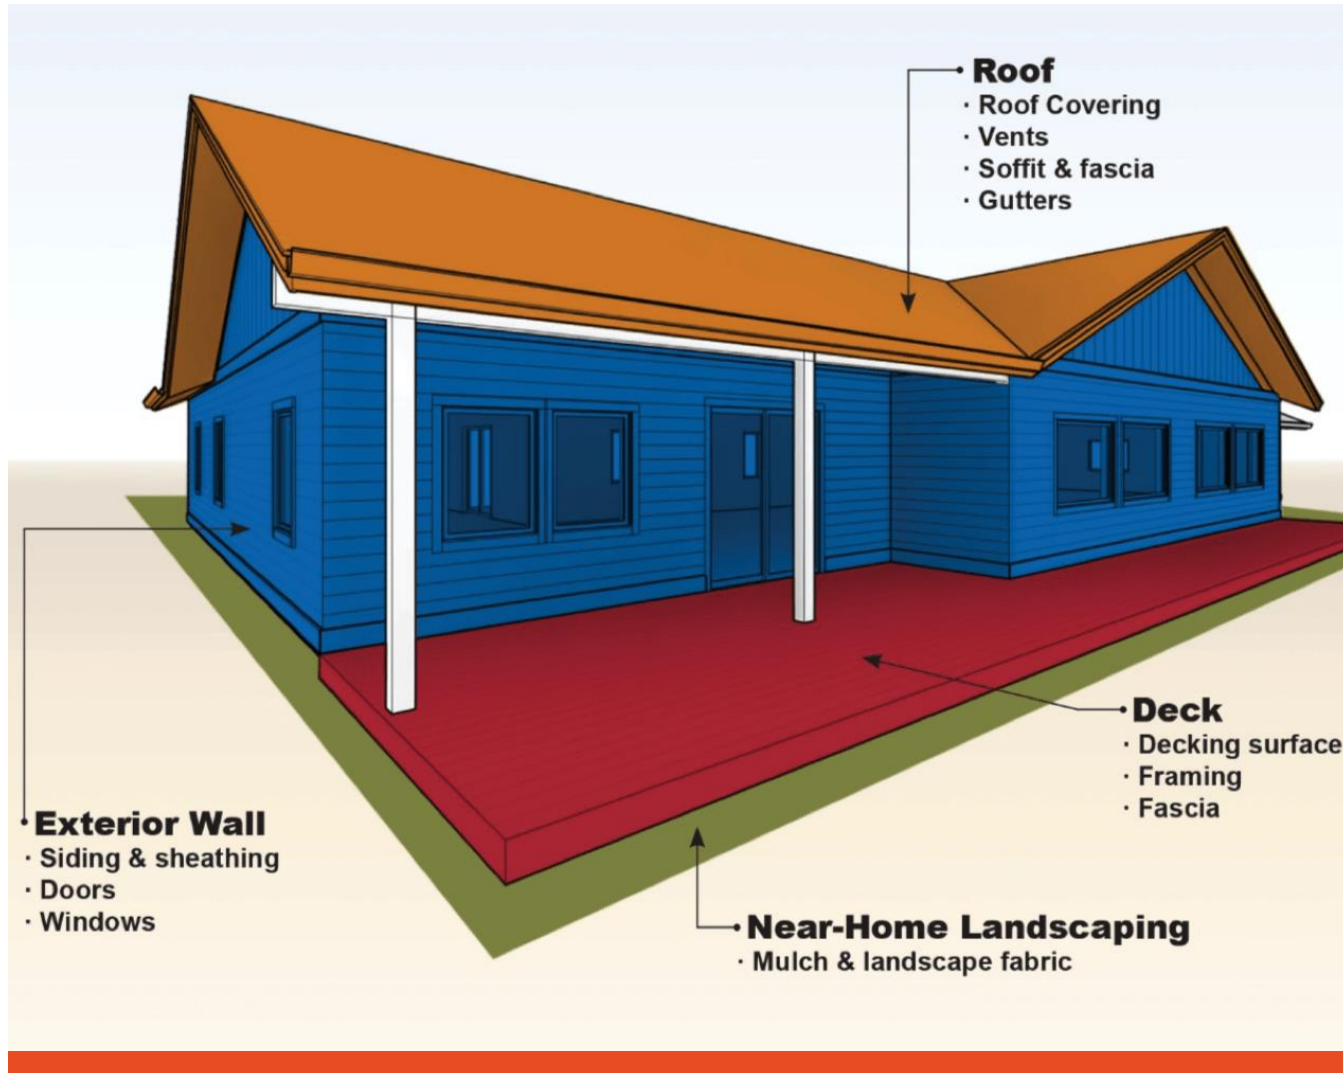 Roof
· Roof Covering
· Vents
· Soffit & fascia
· Gutters
Deck
· Decking surface
· Framing
· Fascia
Exterior Wall
· Siding & sheathing
· Doors
· Windows
Near-Home Landscaping
· Mulch & landscape fabric